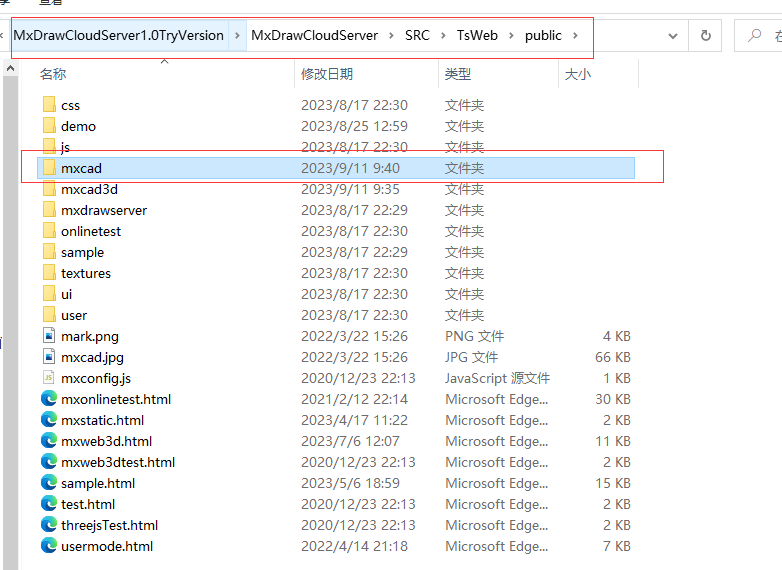 查看
MxDrawCloudServer1.0TryVersion › MxDrawCloudServer › SRC › TsWeb › public ›
名称 修改日期 类型 大小
css 2023/8/17 22:30 文件夹
demo 2023/8/25 12:59 文件夹
js 2023/8/17 22:30 文件夹
mxcad 2023/9/11 9:40 文件夹
mxcad3d 2023/9/11 9:35 文件夹
mxdrawserver 2023/8/17 22:29 文件夹
onlinetest 2023/8/17 22:30 文件夹
sample 2023/8/17 22:29 文件夹
textures 2023/8/17 22:30 文件夹
ui 2023/8/17 22:30 文件夹
user 2023/8/17 22:30 文件夹
mark.png 2022/3/22 15:26 PNG 文件 4 KB
mxcad.jpg 2022/3/22 15:26 JPG 文件 66 KB
mxconfig.js 2020/12/23 22:13 JavaScript 源文件 1 KB
mxonlinetest.html 2021/2/12 22:14 Microsoft Edge... 30 KB
mxstatic.html 2023/4/17 11:22 Microsoft Edge... 2 KB
mxweb3d.html 2023/7/6 12:07 Microsoft Edge... 11 KB
mxweb3dtest.html 2020/12/23 22:13 Microsoft Edge... 2 KB
sample.html 2023/5/6 18:59 Microsoft Edge... 15 KB
test.html 2020/12/23 22:13 Microsoft Edge... 2 KB
threejsTest.html 2020/12/23 22:13 Microsoft Edge... 2 KB
usermode.html 2022/4/14 21:18 Microsoft Edge... 7 KB